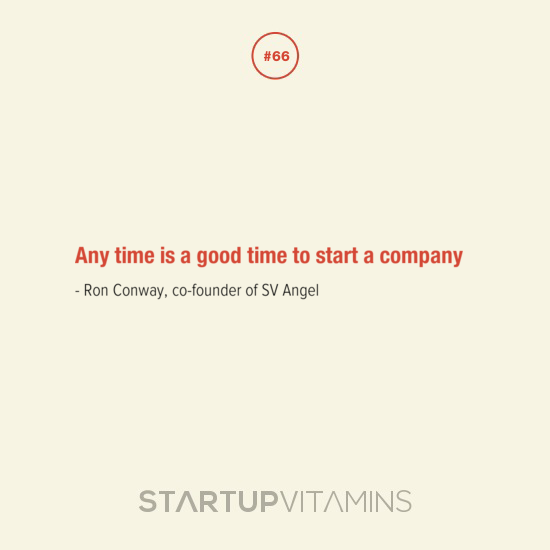 #66
Any time is a good time to start a company
- Ron Conway, co-founder of SV Angel
STARTUPVITAMINS